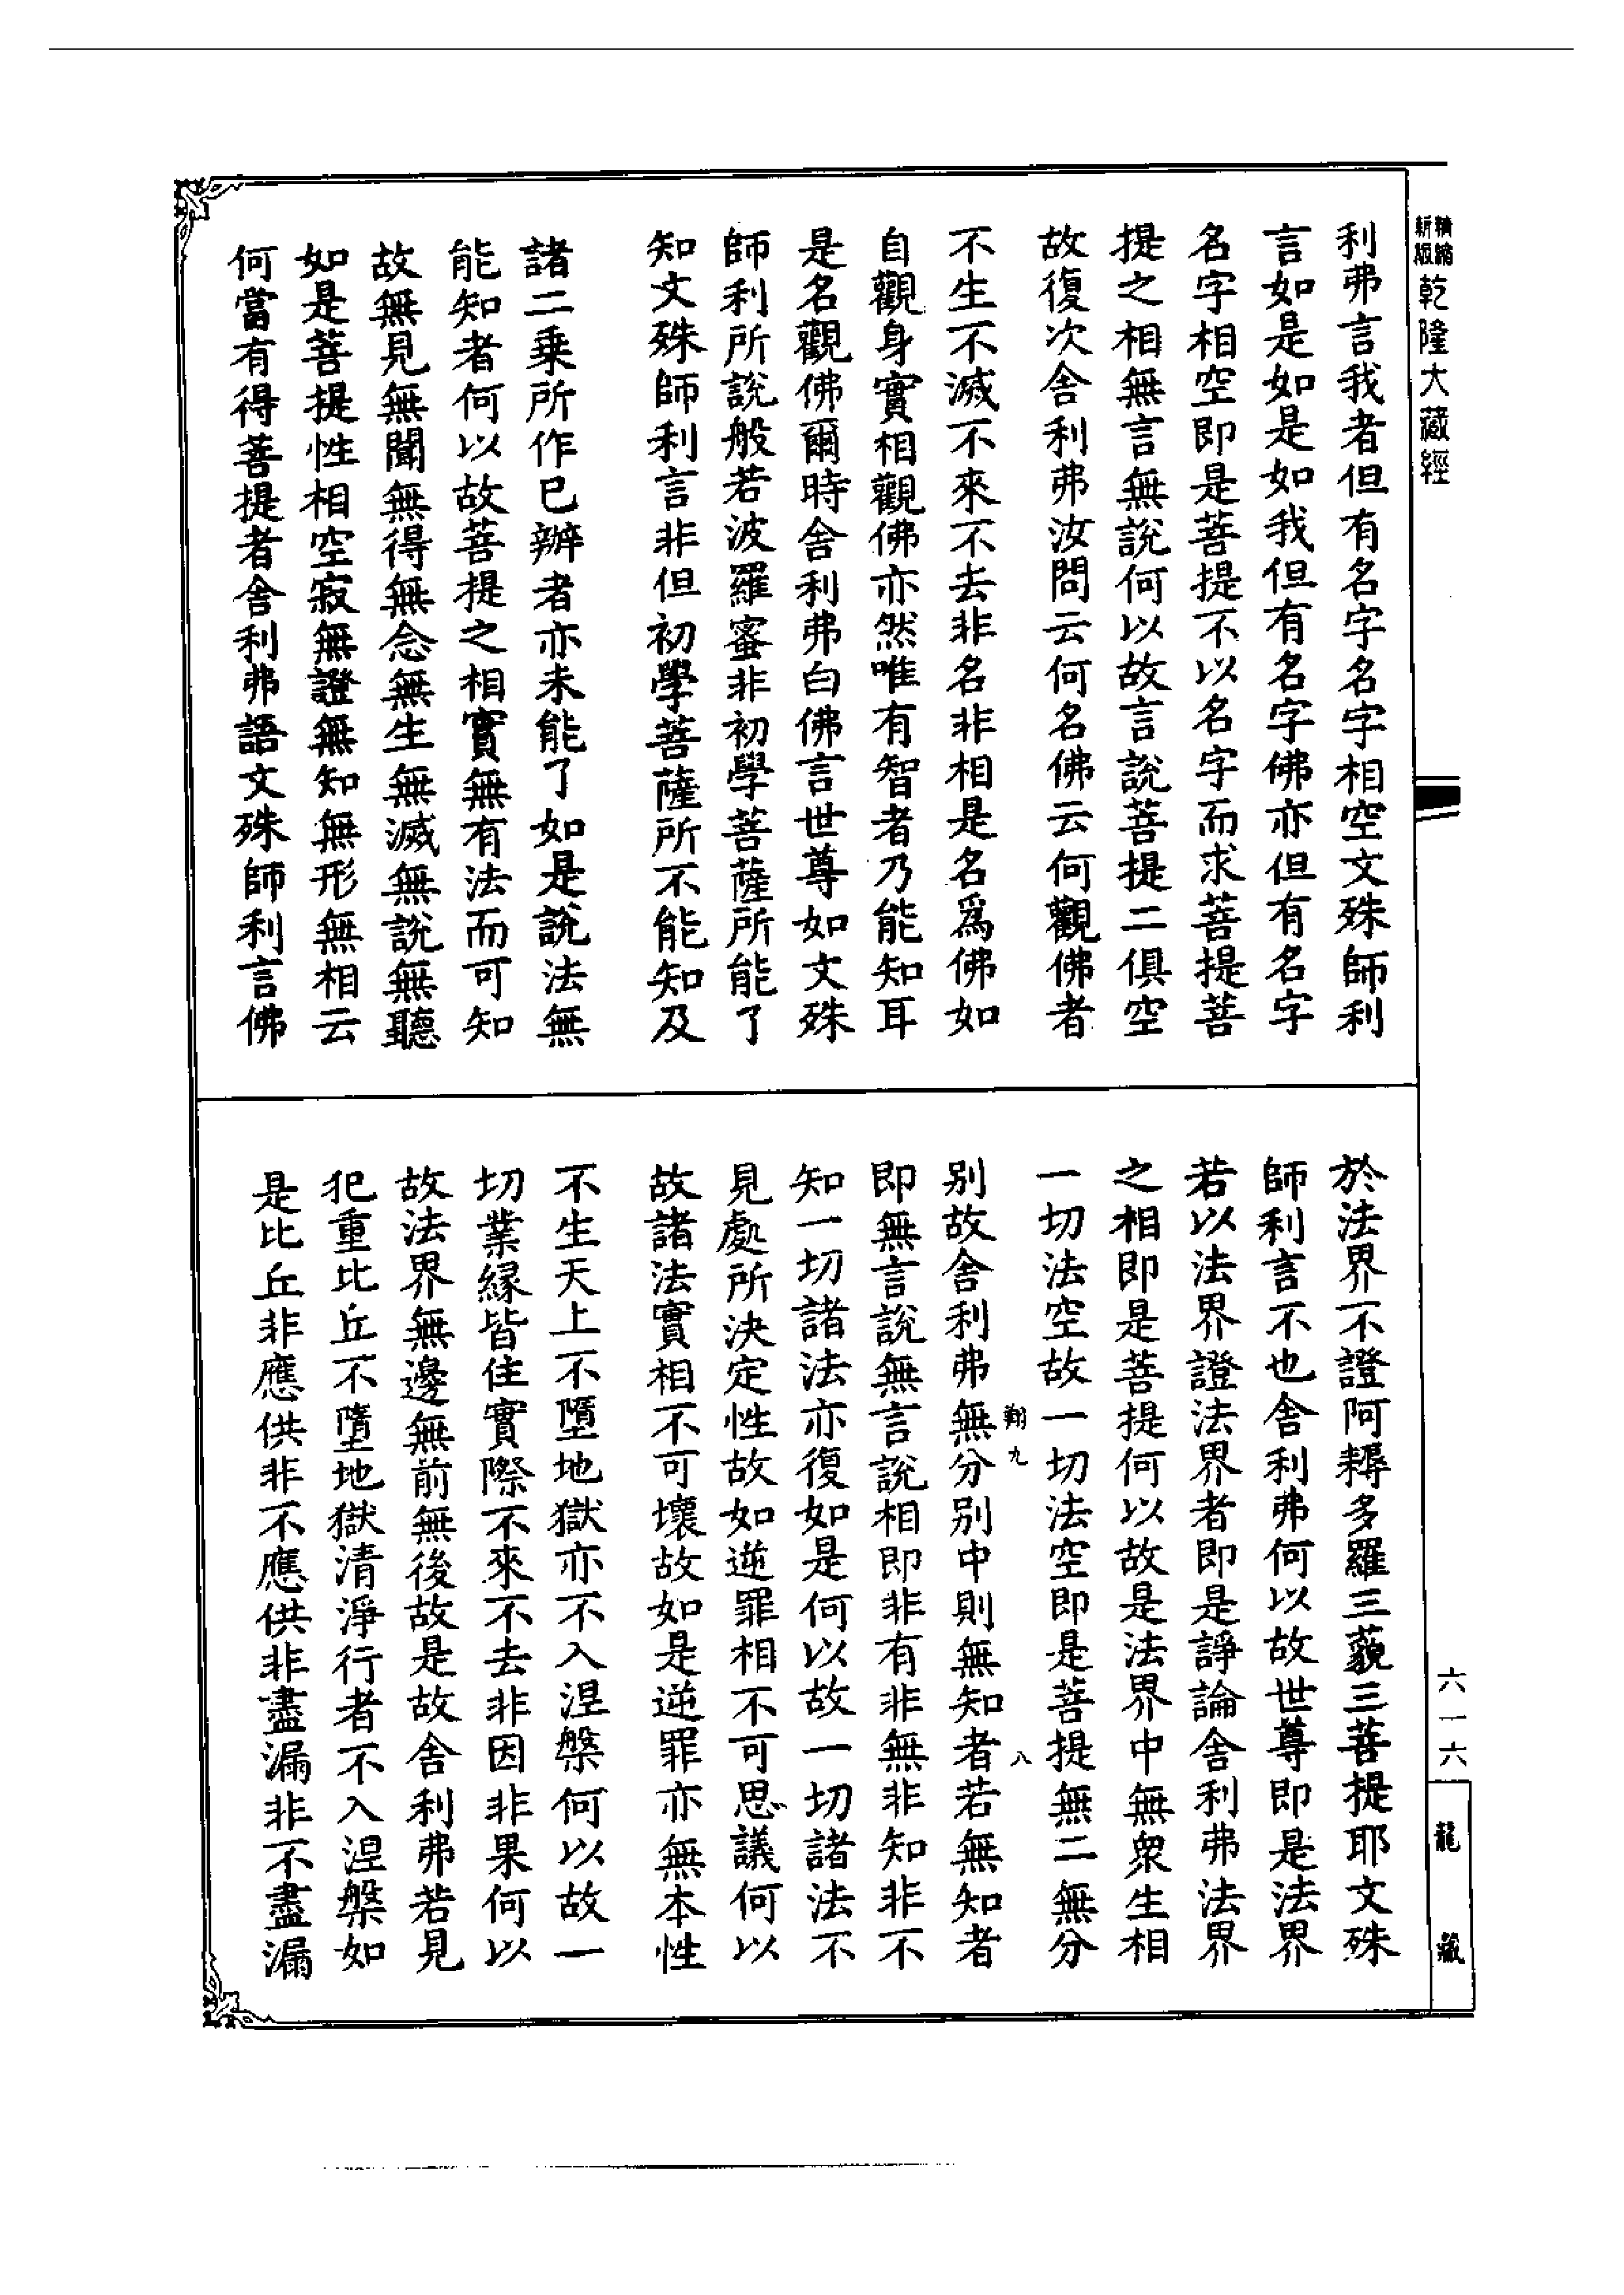 精縮
新版
乾隆大藏經
利弗言我者但有名字名字相空文殊師利
言如是如是如我但有名字佛亦但有名字
名字相空即是菩提不以名字而求菩提菩
提之相無言無說何以故言說菩提二俱空
故復次舍利弗汝問云何名佛云何觀佛者
不生不滅不來不去非名非相是名爲佛如
自觀身實相觀佛亦然唯有智者乃能知耳
是名觀佛爾時舍利弗白佛言世尊如文殊
師利所說般若波羅蜜非初學菩薩所能了
知文殊師利言非但初學菩薩所不能知及
諸二乘所作已辦者亦未能了如是說法無
能知者何以故菩提之相實無有法而可知
故無見無聞無得無念無生無滅無說無聽
如是菩提性相空寂無證無知無形無相云
何當有得菩提者舍利弗語文殊師利言佛
於法界不證阿耨多羅三藐三菩提耶文殊
師利言不也舍利弗何以故世尊即是法界
若以法界證法界者即是諍論舍利弗法界
之相即是菩提何以故是法界中無衆生相
一切法空故一切法空即是菩提無二無分
翔九
八
别故舍利弗無分别中則無知者若無知者
即無言說無言說相即非有非無非知非不
知一切諸法亦復如是何以故一切諸法不
見處所決定性故如逆罪相不可思議何以
故諸法實相不可壞故如是逆罪亦無本性
不生天上不墮地獄亦不入涅槃何以故一
切業緣皆住實際不來不去非因非果何以
故法界無邊無前無後故是故舍利弗若見
犯重比丘不墮地獄清淨行者不入涅槃如
是比丘非應供非不應供非盡漏非不盡漏
六一六
龍藏